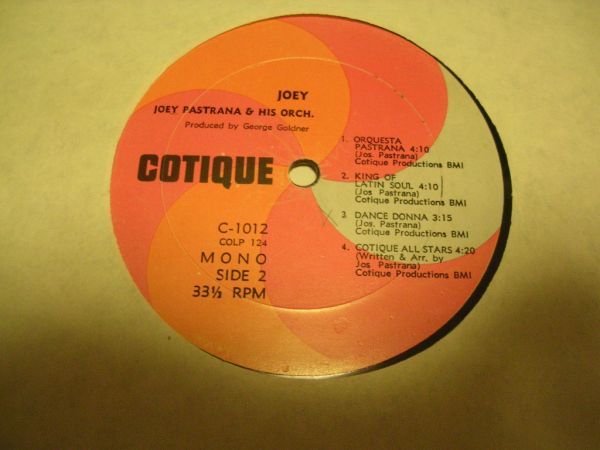 JOEY
JOEY PASTRANA & HIS ORCH.
Produced by George Goldner
COTIQUE
C-1012
COLP 124
MONO
SIDE 2
33⅓ RPM
1. ORQUESTA
PASTRANA 4:10
(Jos. Pastrana)
Cotique Productions BMI
2. KING OF
LATIN SOUL 4:10
(Jos Pastrana)
Cotique Productions BMI
3. DANCE DONNA 3:15
(Jos. Pastrana)
Cotique Productions BMI
4. COTIQUE ALL STARS 4:20
(Written & Arr. by
Jos Pastrana)
Cotique Productions BMI